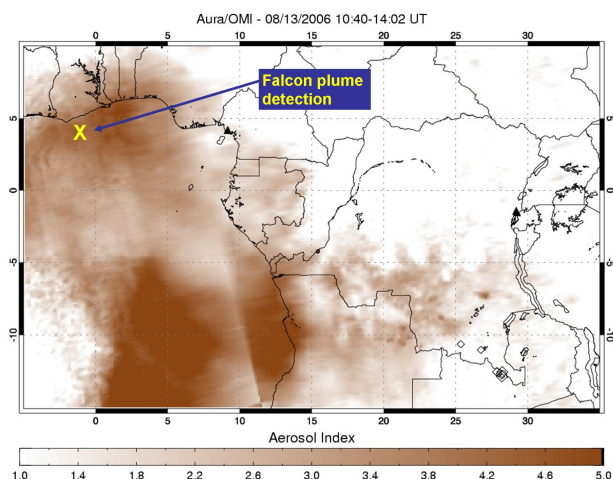 Aura/OMI - 08/13/2006 10:40-14:02 UT
0 5 10 15 20 25 30
Falcon plume
detection
X
5 5
0 0
-5 -5
-10 -10
0 5 10 15 20 25 30
Aerosol Index
1.0 1.4 1.8 2.2 2.6 3.0 3.4 3.8 4.2 4.6 5.0